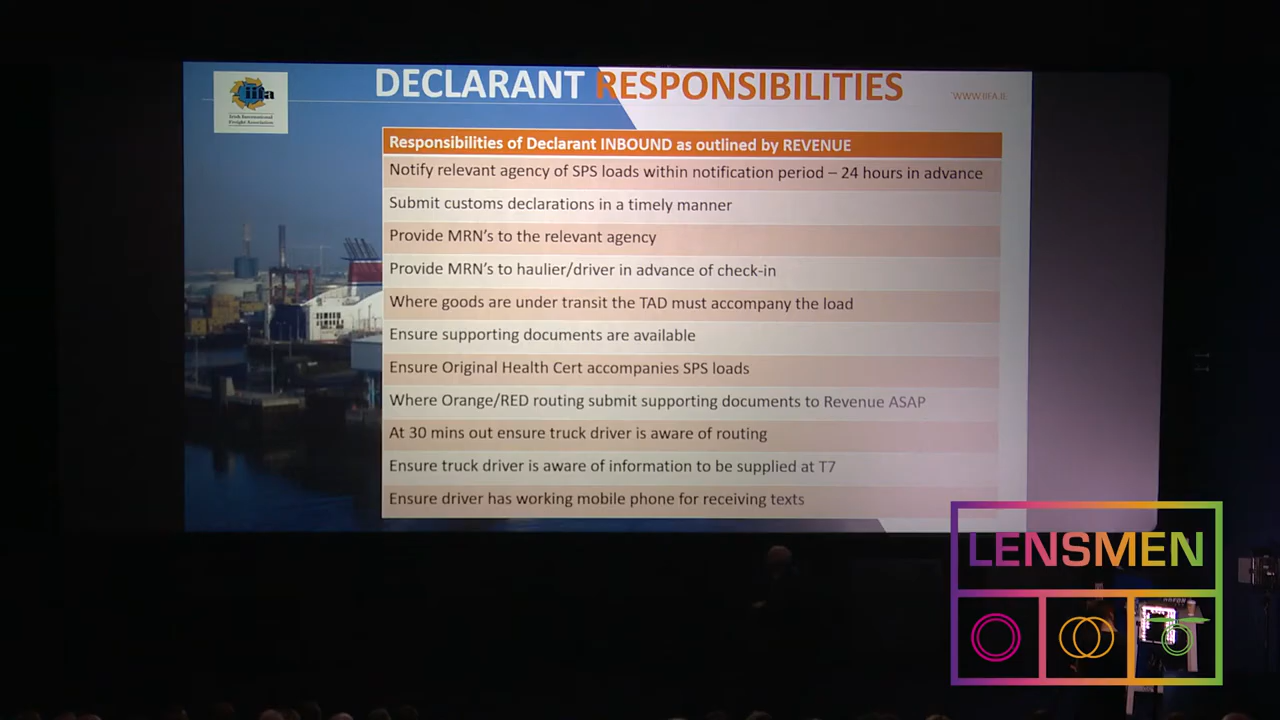 DECLARANT RESPONSIBILITIES
iifa
Irish International
Freight Association
WWW.IIFA.IE
Responsibilities of Declarant INBOUND as outlined by REVENUE
Notify relevant agency of SPS loads within notification period – 24 hours in advance
Submit customs declarations in a timely manner
Provide MRN's to the relevant agency
Provide MRN's to haulier/driver in advance of check-in
Where goods are under transit the TAD must accompany the load
Ensure supporting documents are available
Ensure Original Health Cert accompanies SPS loads
Where Orange/RED routing submit supporting documents to Revenue ASAP
At 30 mins out ensure truck driver is aware of routing
Ensure truck driver is aware of information to be supplied at T7
Ensure driver has working mobile phone for receiving texts
LENSMEN